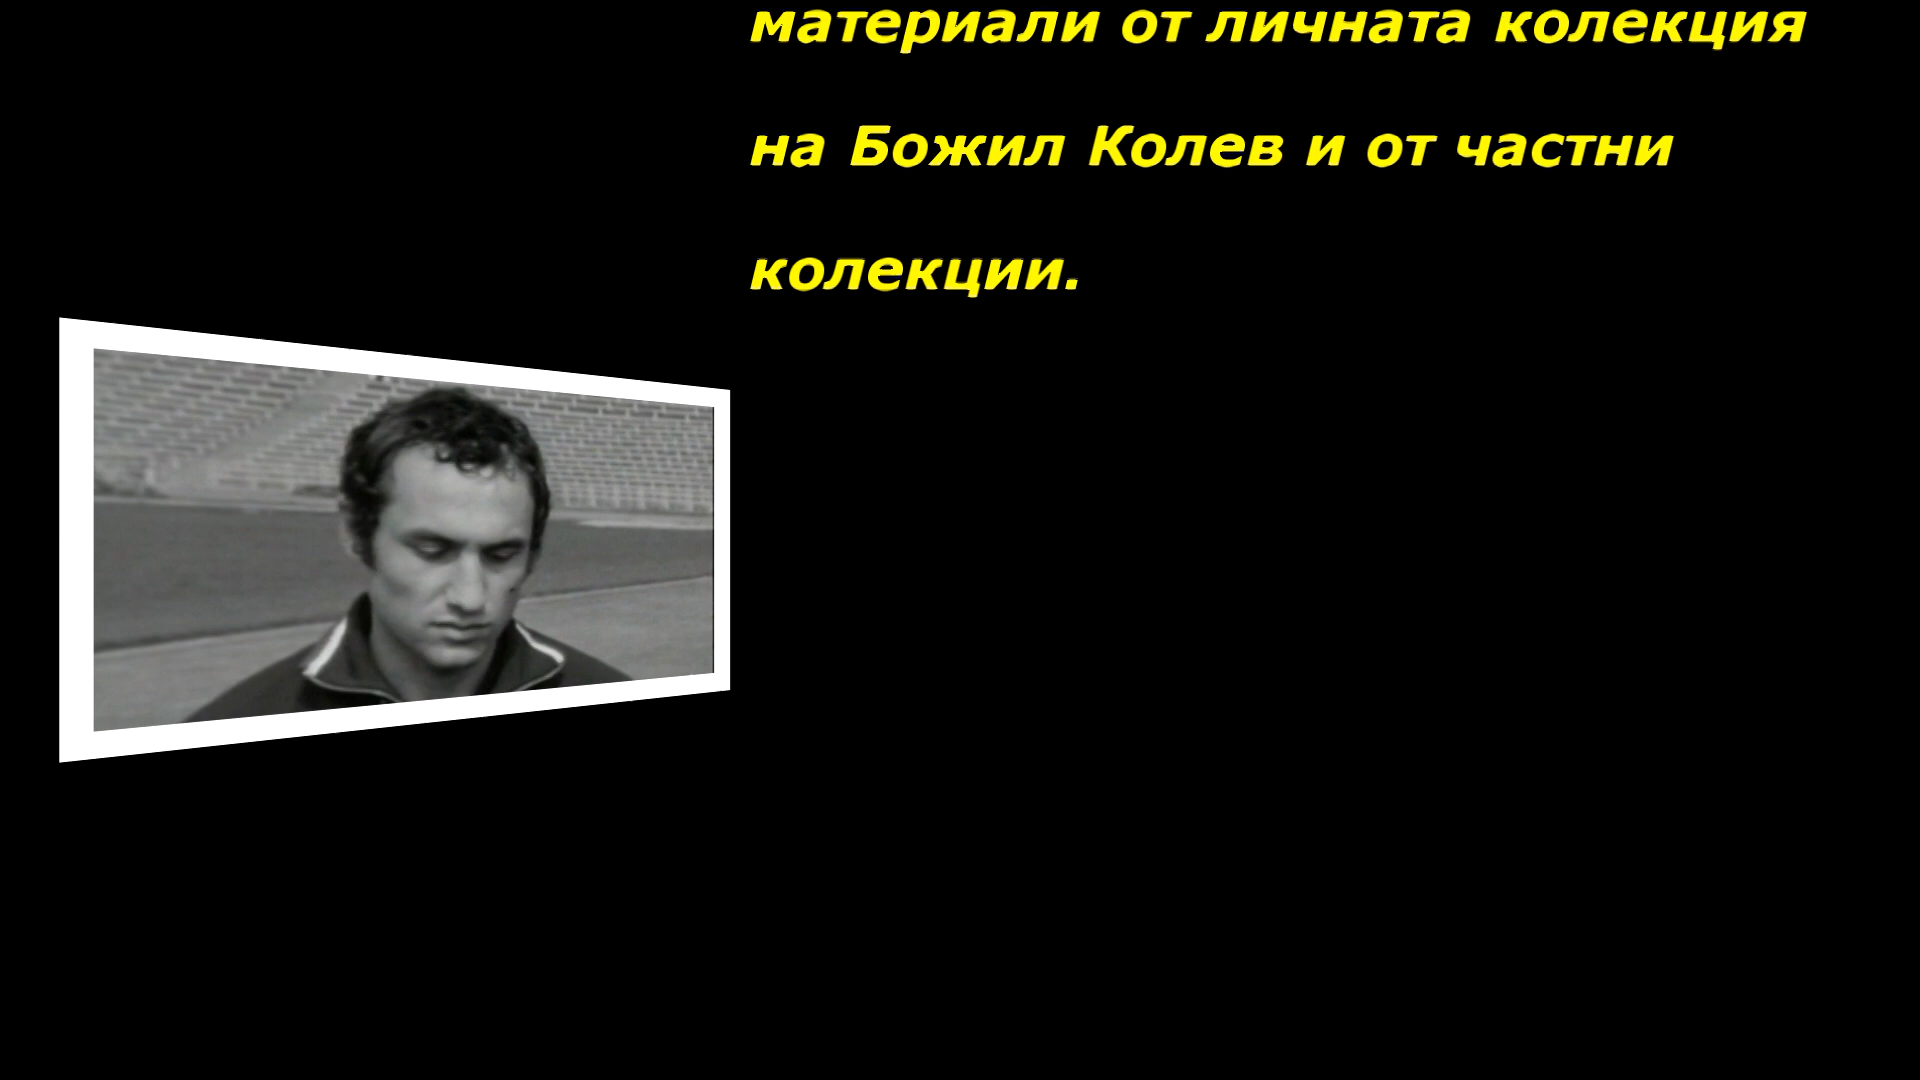 материали от личната колекция
на Божил Колев и от частни
колекции.